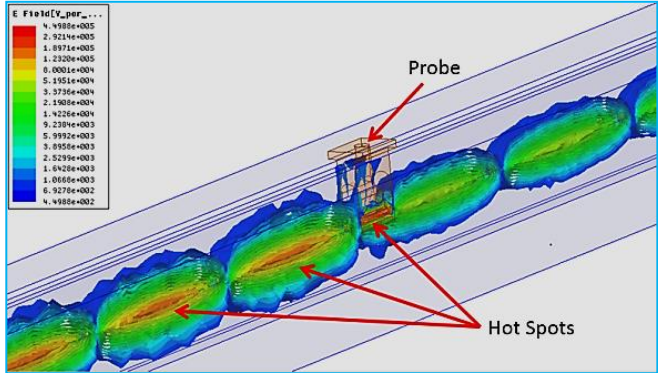 E Field[V_per_...
4.4988e+005
2.9214e+005
1.8971e+005
1.2320e+005
8.0001e+004
5.1951e+004
3.3736e+004
2.1908e+004
1.4226e+004
9.2384e+003
5.9992e+003
3.8958e+003
2.5299e+003
1.6428e+003
1.0668e+003
6.9278e+002
4.4988e+002
Probe
Hot Spots